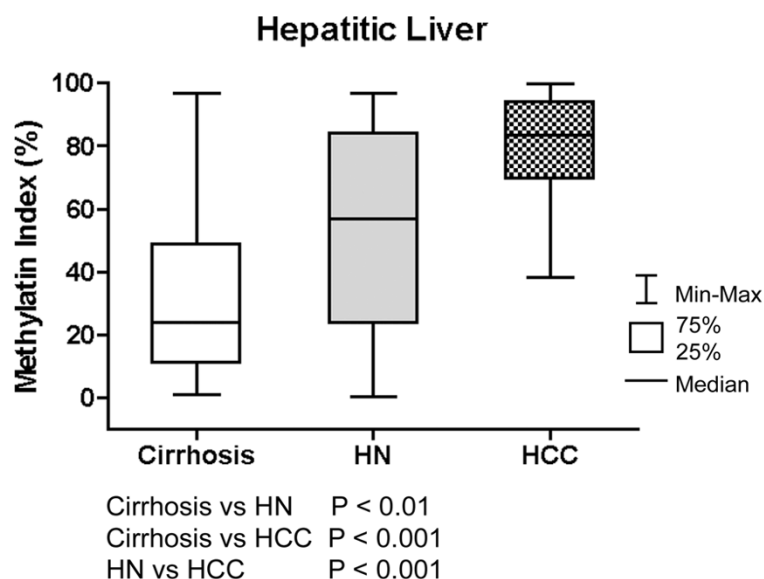 Hepatitic Liver
Methylatin Index (%)
100
80
60
40
20
0
Cirrhosis HN HCC
Min-Max
75%
25%
Median
Cirrhosis vs HN P < 0.01
Cirrhosis vs HCC P < 0.001
HN vs HCC P < 0.001